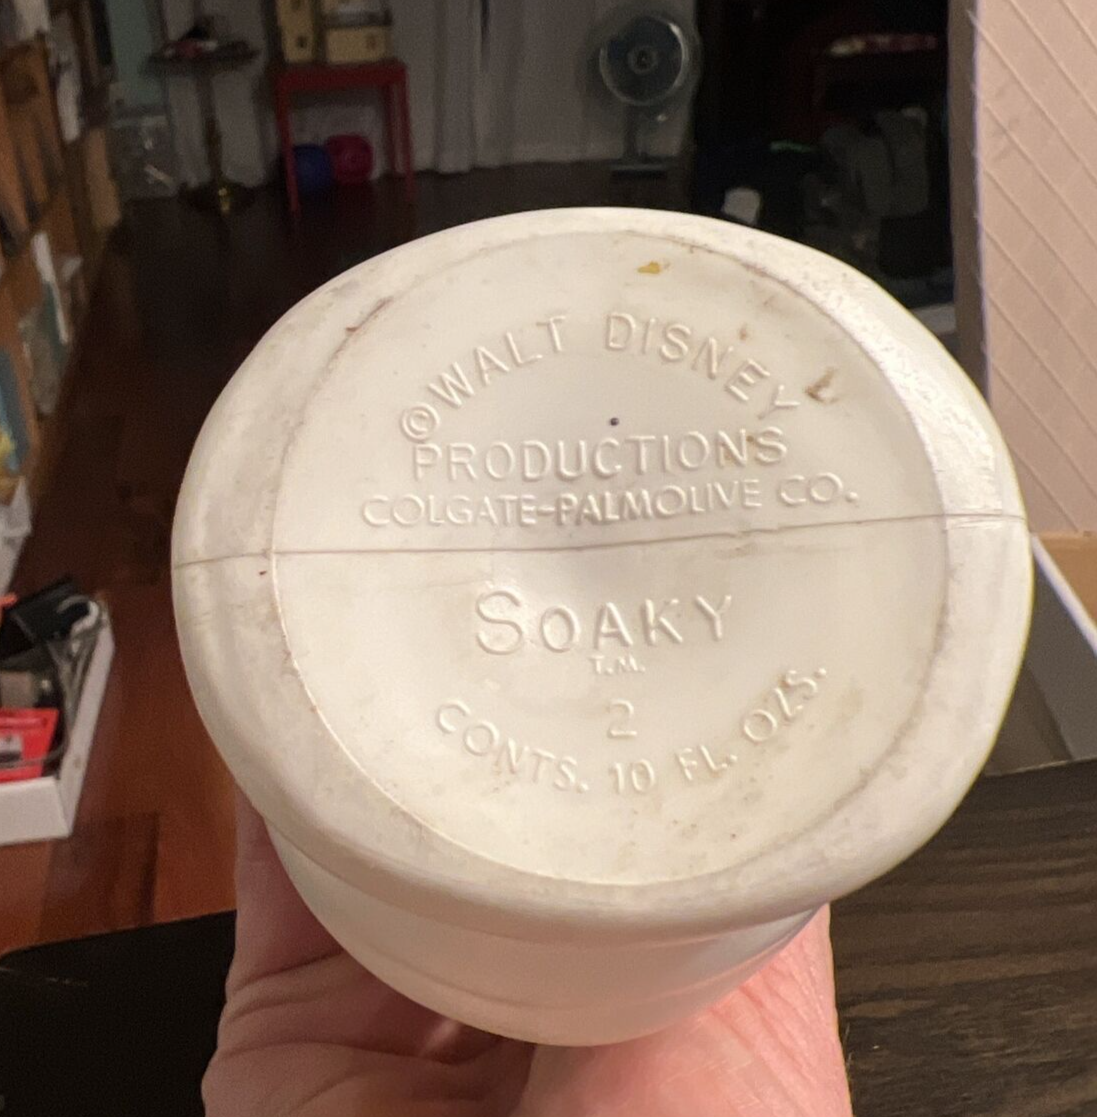 ©WALT DISNEY
PRODUCTIONS
COLGATE-PALMOLIVE CO.
SOAKY
T.M.
2
CONTS. 10 FL. OZS.